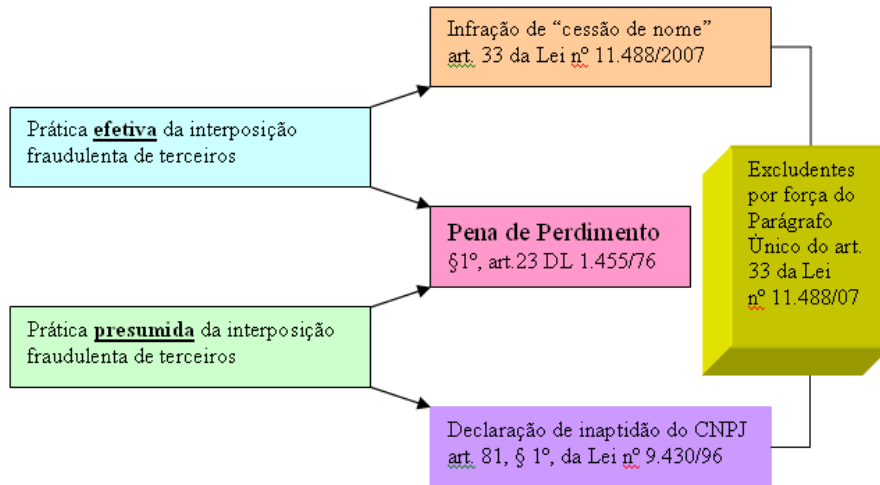 Infração de “cessão de nome”
art. 33 da Lei nº 11.488/2007
Prática efetiva da interposição
fraudulenta de terceiros
Pena de Perdimento
§1º, art.23 DL 1.455/76
Prática presumida da interposição
fraudulenta de terceiros
Declaração de inaptidão do CNPJ
art. 81, § 1º, da Lei nº 9.430/96
Excludentes
por força do
Parágrafo
Único do art.
33 da Lei
nº 11.488/07